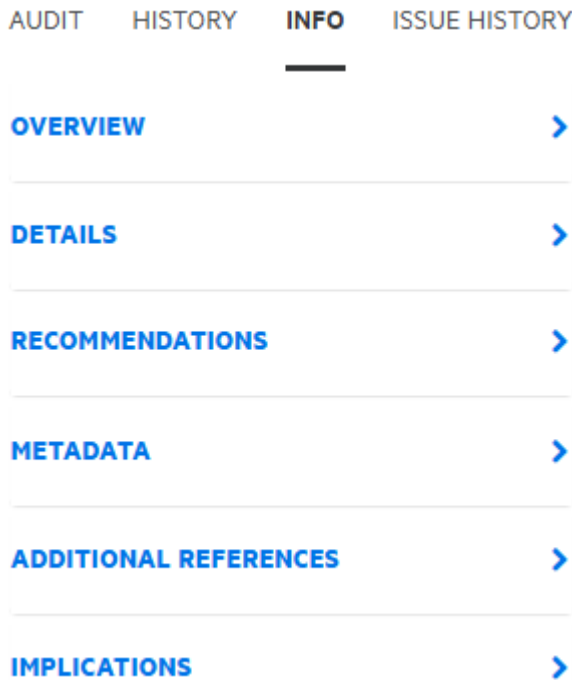 AUDIT HISTORY INFO ISSUE HISTORY
OVERVIEW
DETAILS
RECOMMENDATIONS
METADATA
ADDITIONAL REFERENCES
IMPLICATIONS